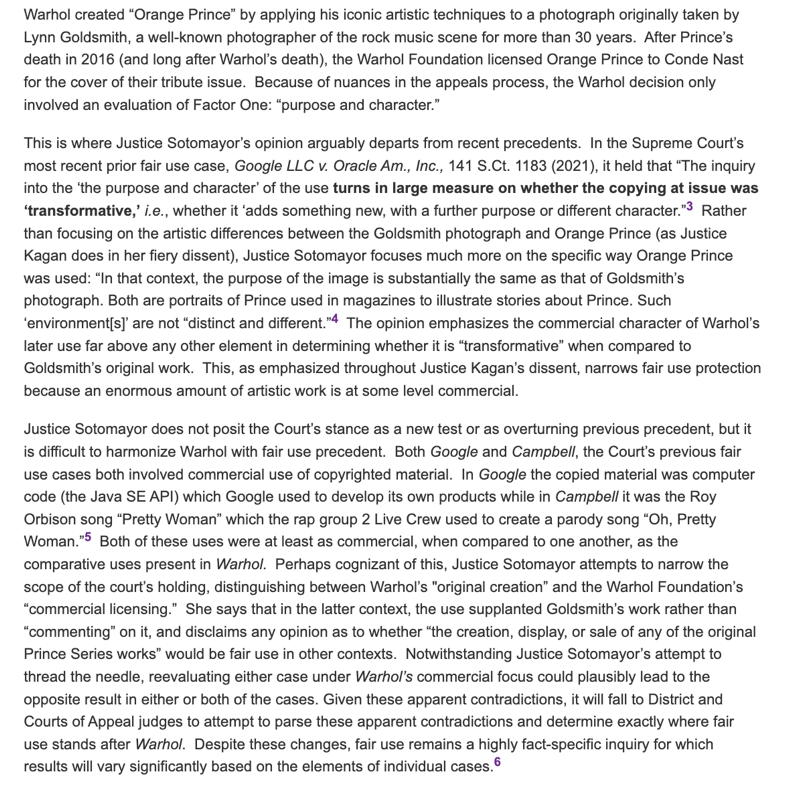 Warhol created “Orange Prince” by applying his iconic artistic techniques to a photograph originally taken by
Lynn Goldsmith, a well-known photographer of the rock music scene for more than 30 years.  After Prince’s
death in 2016 (and long after Warhol’s death), the Warhol Foundation licensed Orange Prince to Conde Nast
for the cover of their tribute issue.  Because of nuances in the appeals process, the Warhol decision only
involved an evaluation of Factor One: “purpose and character.”
This is where Justice Sotomayor’s opinion arguably departs from recent precedents.  In the Supreme Court’s
most recent prior fair use case, Google LLC v. Oracle Am., Inc., 141 S.Ct. 1183 (2021), it held that “The inquiry
into the ‘the purpose and character’ of the use turns in large measure on whether the copying at issue was
‘transformative,’ i.e., whether it ‘adds something new, with a further purpose or different character.”3  Rather
than focusing on the artistic differences between the Goldsmith photograph and Orange Prince (as Justice
Kagan does in her fiery dissent), Justice Sotomayor focuses much more on the specific way Orange Prince
was used: “In that context, the purpose of the image is substantially the same as that of Goldsmith’s
photograph. Both are portraits of Prince used in magazines to illustrate stories about Prince. Such
‘environment[s]’ are not “distinct and different.”4  The opinion emphasizes the commercial character of Warhol’s
later use far above any other element in determining whether it is “transformative” when compared to
Goldsmith’s original work.  This, as emphasized throughout Justice Kagan’s dissent, narrows fair use protection
because an enormous amount of artistic work is at some level commercial.
Justice Sotomayor does not posit the Court’s stance as a new test or as overturning previous precedent, but it
is difficult to harmonize Warhol with fair use precedent.  Both Google and Campbell, the Court’s previous fair
use cases both involved commercial use of copyrighted material.  In Google the copied material was computer
code (the Java SE API) which Google used to develop its own products while in Campbell it was the Roy
Orbison song “Pretty Woman” which the rap group 2 Live Crew used to create a parody song “Oh, Pretty
Woman.”5  Both of these uses were at least as commercial, when compared to one another, as the
comparative uses present in Warhol.  Perhaps cognizant of this, Justice Sotomayor attempts to narrow the
scope of the court’s holding, distinguishing between Warhol’s "original creation” and the Warhol Foundation’s
“commercial licensing.”  She says that in the latter context, the use supplanted Goldsmith’s work rather than
“commenting” on it, and disclaims any opinion as to whether “the creation, display, or sale of any of the original
Prince Series works” would be fair use in other contexts.  Notwithstanding Justice Sotomayor’s attempt to
thread the needle, reevaluating either case under Warhol’s commercial focus could plausibly lead to the
opposite result in either or both of the cases. Given these apparent contradictions, it will fall to District and
Courts of Appeal judges to attempt to parse these apparent contradictions and determine exactly where fair
use stands after Warhol.  Despite these changes, fair use remains a highly fact-specific inquiry for which
results will vary significantly based on the elements of individual cases.6